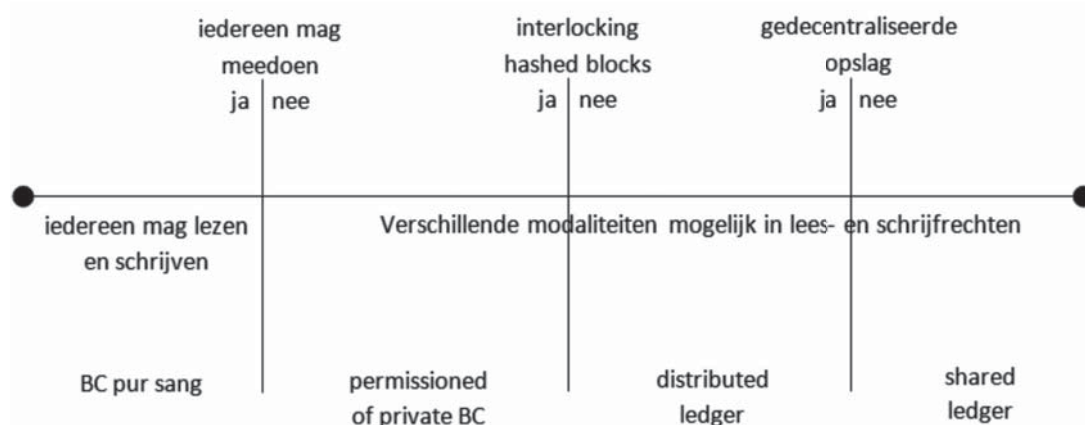 iedereen mag
meedoen
ja nee
interlocking
hashed blocks
ja nee
gedecentraliseerde
opslag
ja nee
iedereen mag lezen
en schrijven
Verschillende modaliteiten mogelijk in lees- en schrijfrechten
BC pur sang
permissioned
of private BC
distributed
ledger
shared
ledger